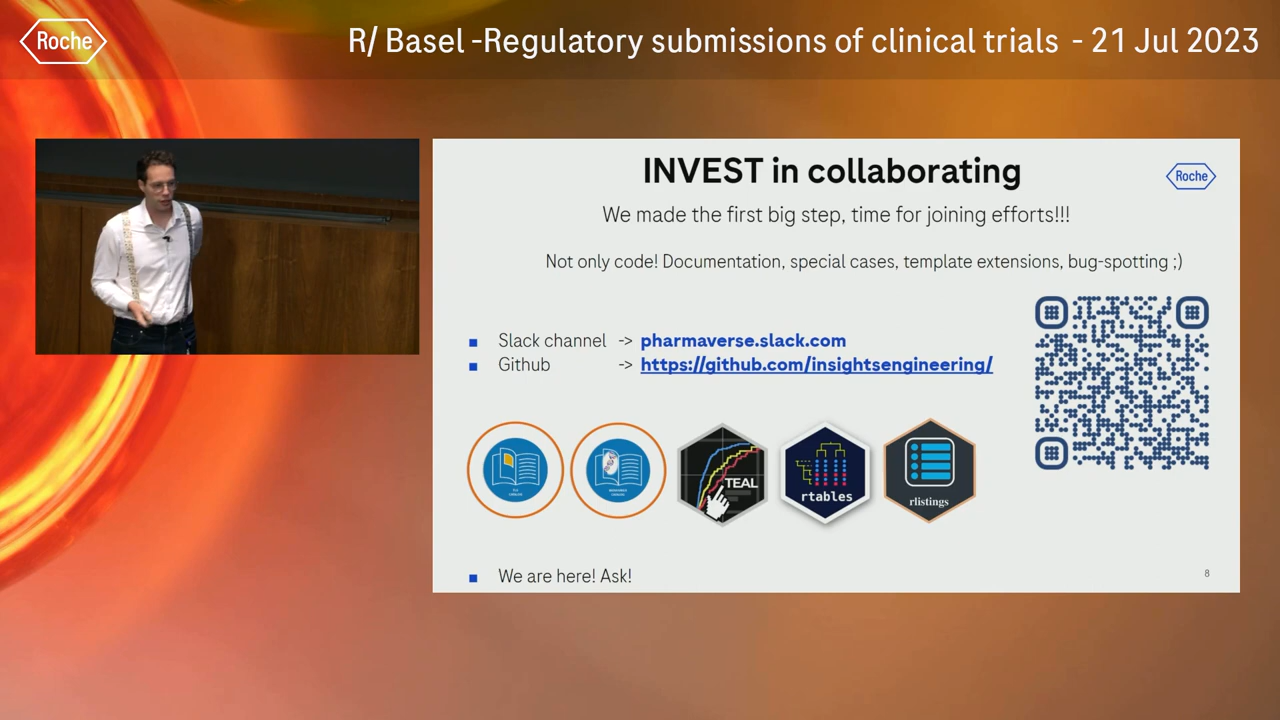 Roche
R/ Basel -Regulatory submissions of clinical trials - 21 Jul 2023
INVEST in collaborating
Roche
We made the first big step, time for joining efforts!!!
Not only code! Documentation, special cases, template extensions, bug-spotting ;)
Slack channel -> pharmaverse.slack.com
Github -> https://github.com/insightsengineering/
TEAL
rtables
rlistings
We are here! Ask!
8